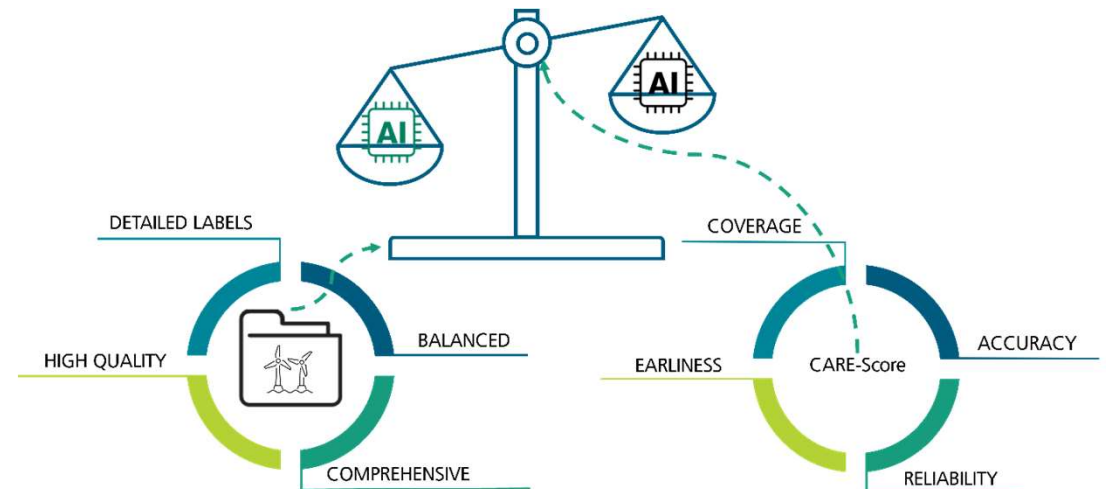 AI
AI
DETAILED LABELS
COVERAGE
BALANCED
HIGH QUALITY
ACCURACY
EARLINESS
CARE-Score
COMPREHENSIVE
RELIABILITY